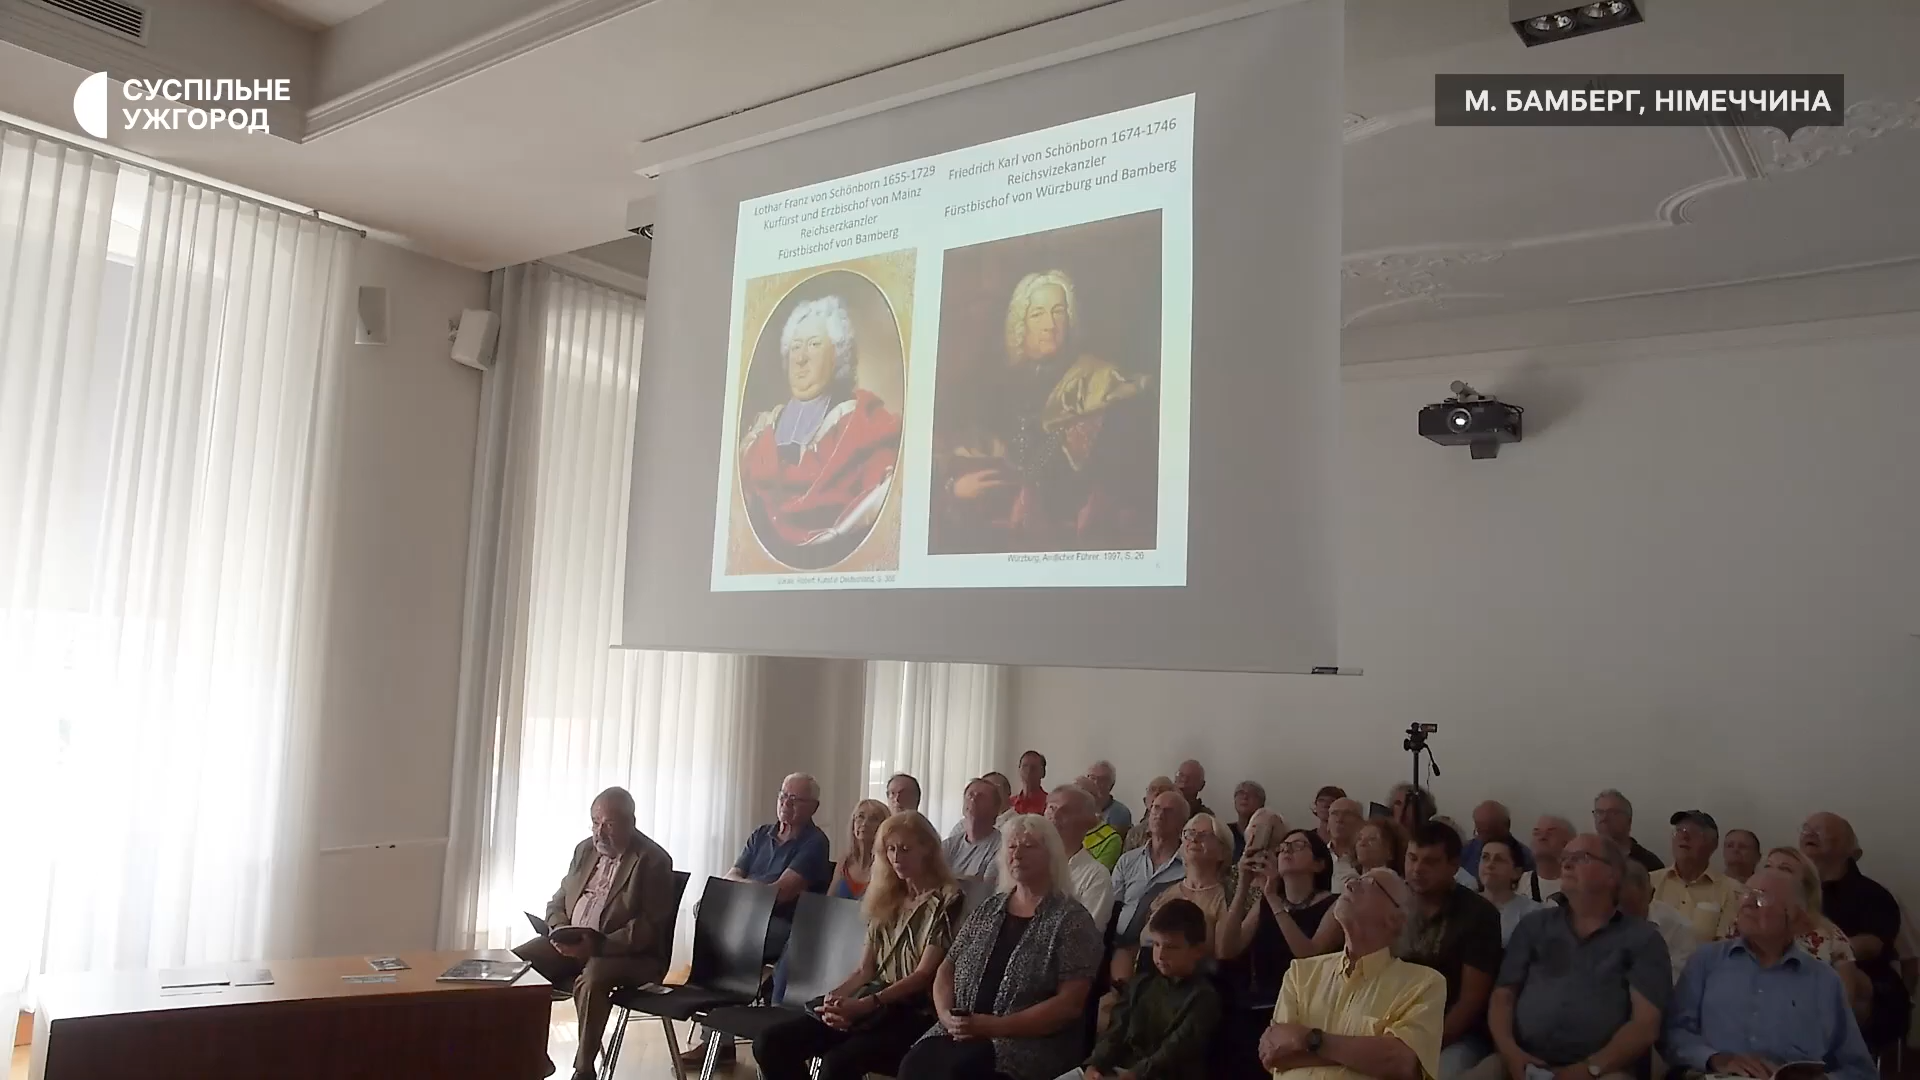 СУСПІЛЬНЕ
УЖГОРОД
М. БАМБЕРГ, НІМЕЧЧИНА
Lothar Franz von Schönborn 1655-1729
Kurfürst und Erzbischof von Mainz
Reichserzkanzler
Fürstbischof von Bamberg
Friedrich Karl von Schönborn 1674-1746
Reichsvizekanzler
Fürstbischof von Würzburg und Bamberg
Würzburg, Amtlicher Führer, 1997, S. 26